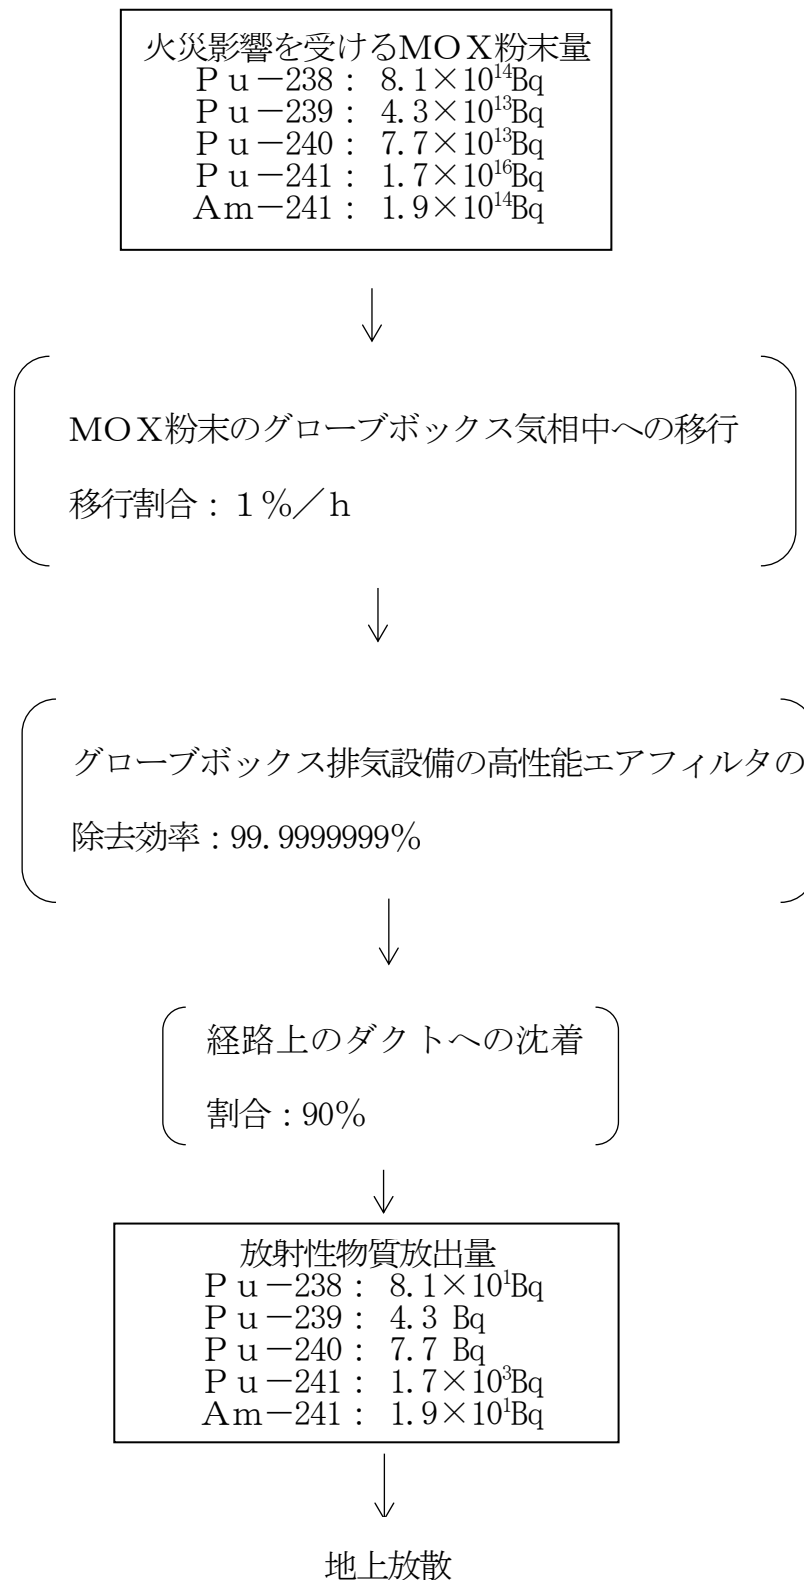 火災影響を受けるMOX粉末量
Pu－238： 8.1×10¹⁴Bq
Pu－239： 4.3×10¹³Bq
Pu－240： 7.7×10¹³Bq
Pu－241： 1.7×10¹⁶Bq
Am－241： 1.9×10¹⁴Bq
MOX粉末のグローブボックス気相中への移行
移行割合：１％／h
グローブボックス排気設備の高性能エアフィルタの
除去効率：99.9999999％
経路上のダクトへの沈着
割合：90％
放射性物質放出量
Pu－238： 8.1×10¹Bq
Pu－239： 4.3 Bq
Pu－240： 7.7 Bq
Pu－241： 1.7×10³Bq
Am－241： 1.9×10¹Bq
地上放散